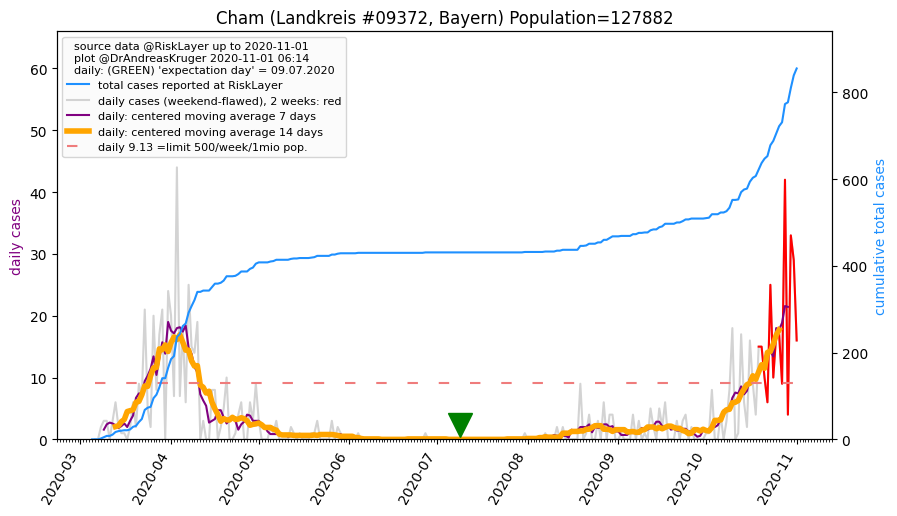 Cham (Landkreis #09372, Bayern) Population=127882
source data @RiskLayer up to 2020-11-01
plot @DrAndreasKruger 2020-11-01 06:14
daily: (GREEN) 'expectation day' = 09.07.2020
total cases reported at RiskLayer
daily cases (weekend-flawed), 2 weeks: red
daily: centered moving average 7 days
daily: centered moving average 14 days
daily 9.13 =limit 500/week/1mio pop.
daily cases
60
50
40
30
20
10
0
cumulative total cases
800
600
400
200
0
2020-03
2020-04
2020-05
2020-06
2020-07
2020-08
2020-09
2020-10
2020-11